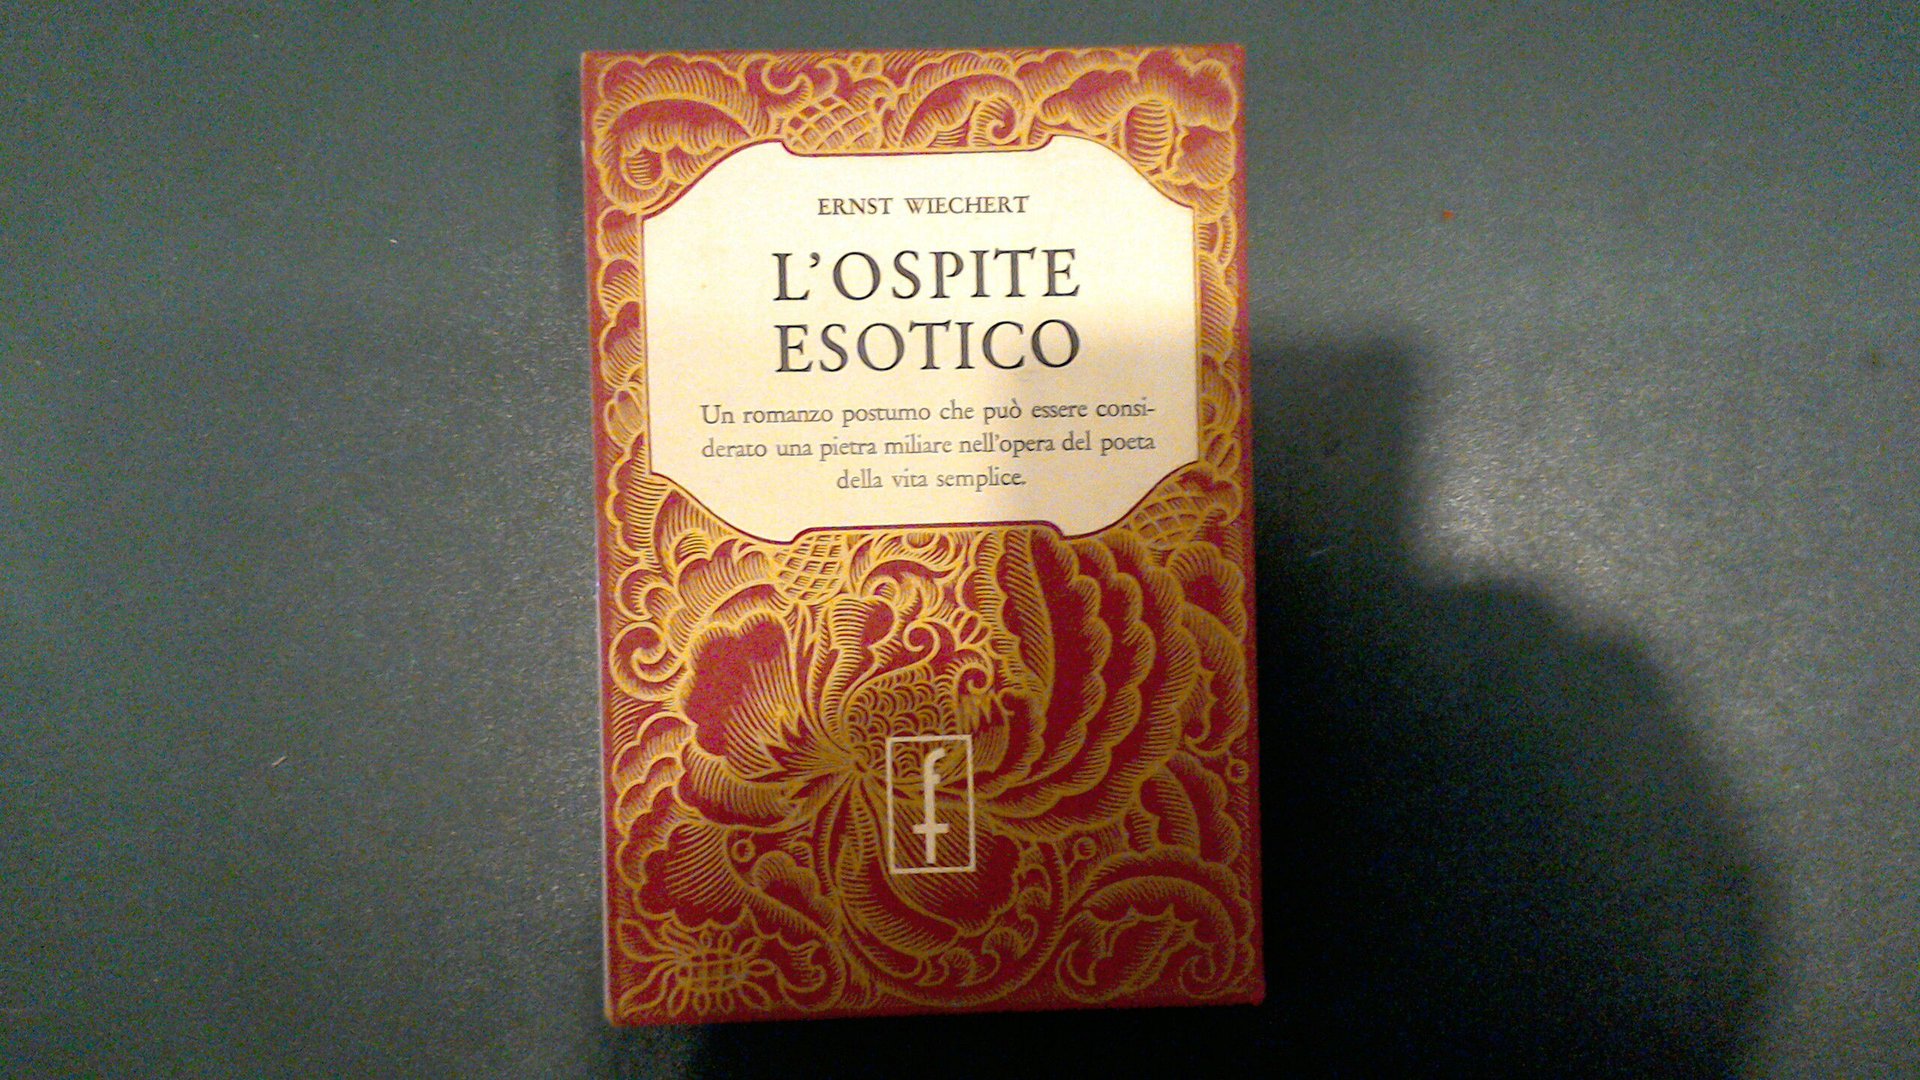 ERNST WIECHERT
L'OSPITE
ESOTICO
Un romanzo postumo che può essere consi-
derato una pietra miliare nell'opera del poeta
della vita semplice.
f